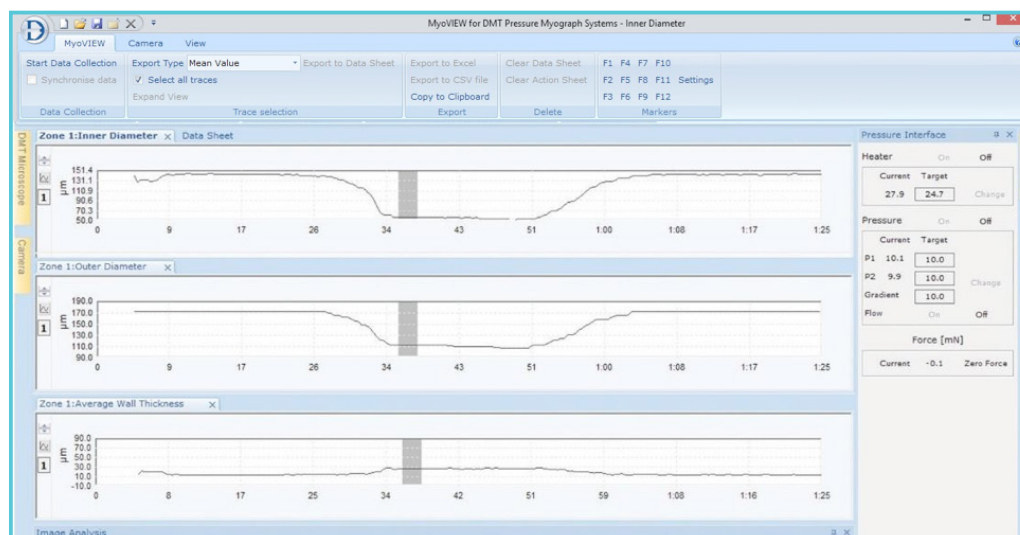 MyoVIEW for DMT Pressure Myograph Systems - Inner Diameter
MyoVIEW Camera View
Start Data Collection
Synchronise data
Data Collection
Export Type Mean Value Export to Data Sheet
Select all traces
Expand View
Trace selection
Export to Excel
Export to CSV file
Copy to Clipboard
Export
Clear Data Sheet
Clear Action Sheet
Delete
F1 F4 F7 F10
F2 F5 F8 F11 Settings
F3 F6 F9 F12
Markers
DMT Microscope
Camera
Zone 1:Inner Diameter Data Sheet
1
µm
151.4
131.1
110.9
90.6
70.3
50.0
0 9 17 26 34 43 51 1:00 1:08 1:17 1:25
Zone 1:Outer Diameter
1
µm
190.0
170.0
150.0
130.0
110.0
90.0
0 9 17 26 34 43 51 1:00 1:08 1:17 1:25
Zone 1:Average Wall Thickness
1
µm
90.0
70.0
50.0
30.0
10.0
-10.0
0 8 17 25 34 42 51 59 1:08 1:16 1:25
Image Analysis
Pressure Interface
Heater On Off
Current Target
27.9 24.7 Change
Pressure On Off
Current Target
P1 10.1 10.0
P2 9.9 10.0 Change
Gradient 10.0
Flow On Off
Force [mN]
Current -0.1 Zero Force